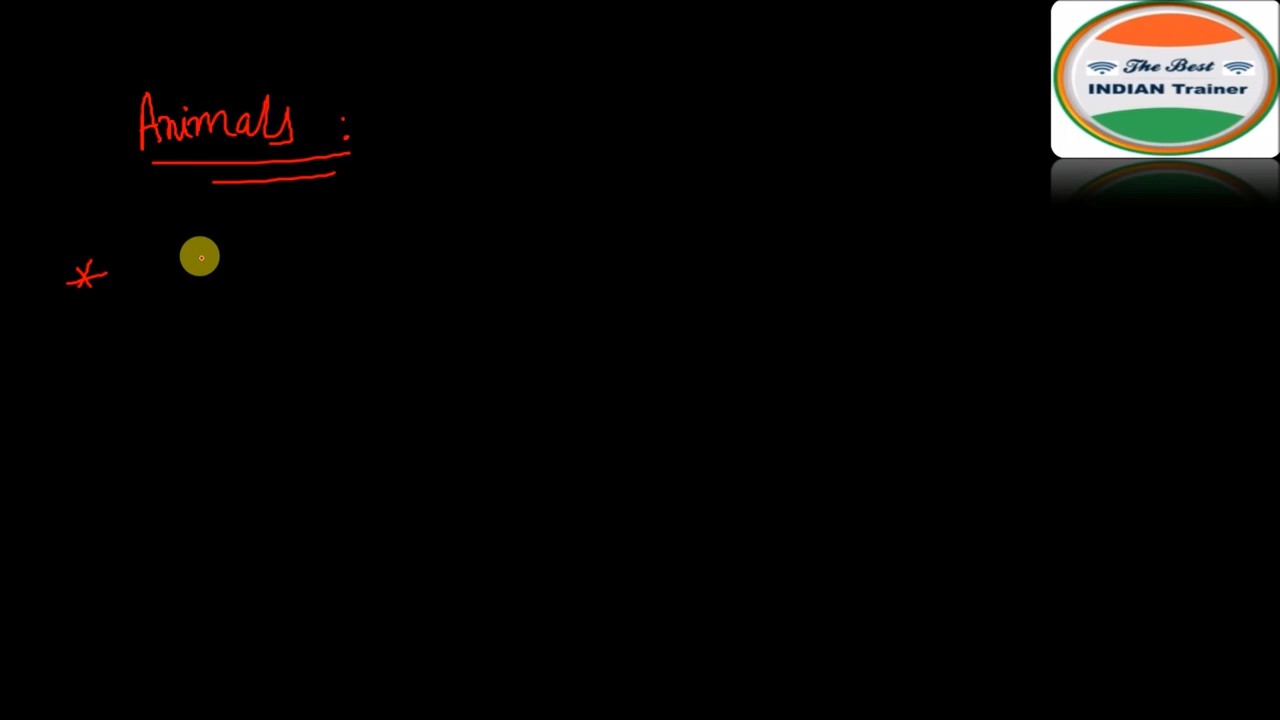 The Best
INDIAN Trainer
Animals :
*